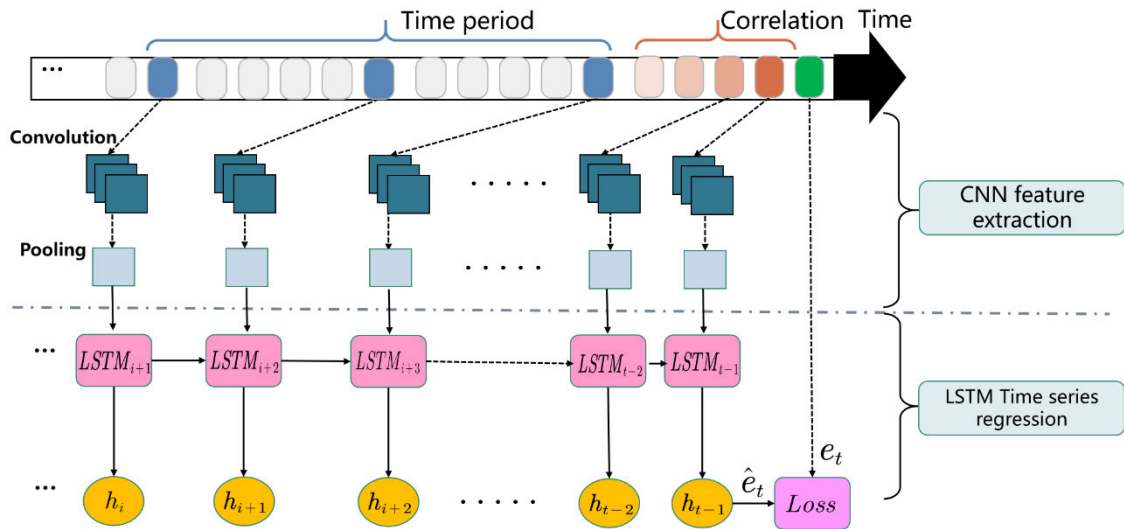 Time period
Correlation
Time
...
Convolution
. . . . .
CNN feature
extraction
Pooling
. . . . .
...
LSTM_{i+1}
LSTM_{i+2}
LSTM_{i+3}
LSTM_{t-2}
LSTM_{t-1}
LSTM Time series
regression
e_t
...
h_i
h_{i+1}
h_{i+2}
. . . . .
h_{t-2}
h_{t-1}
ê_t
Loss